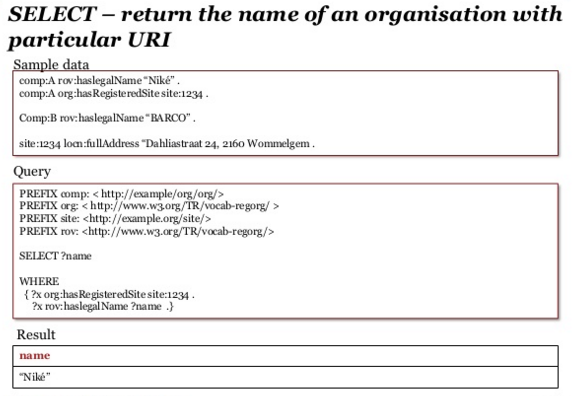 SELECT – return the name of an organisation with
particular URI
Sample data
comp:A rov:haslegalName “Niké” .
comp:A org:hasRegisteredSite site:1234 .
Comp:B rov:haslegalName “BARCO” .
site:1234 locn:fullAddress “Dahliastraat 24, 2160 Wommelgem .
Query
PREFIX comp: < http://example/org/org/>
PREFIX org: < http://www.w3.org/TR/vocab-regorg/ >
PREFIX site: <http://example.org/site/>
PREFIX rov: <http://www.w3.org/TR/vocab-regorg/>
SELECT ?name
WHERE
{ ?x org:hasRegisteredSite site:1234 .
?x rov:haslegalName ?name .}
Result
name
“Niké”